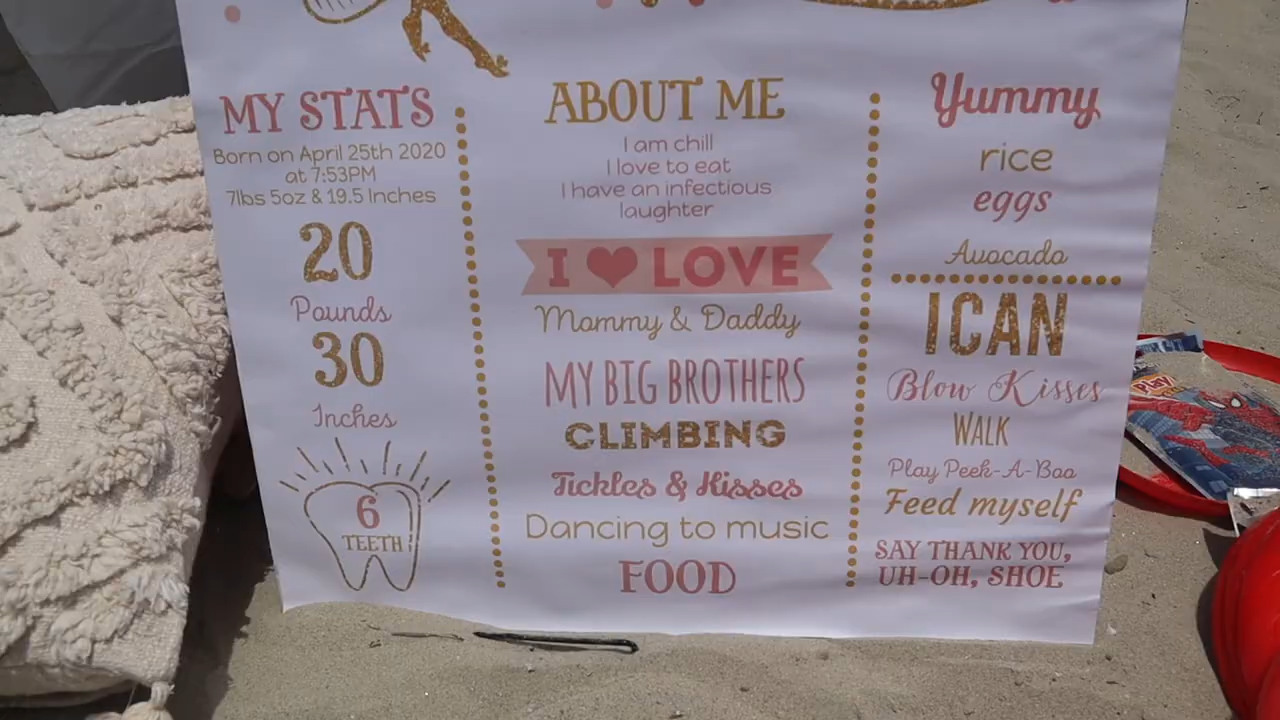 MY STATS
Born on April 25th 2020
at 7:53PM
7lbs 5oz & 19.5 Inches
20
Pounds
30
Inches
6
TEETH
ABOUT ME
I am chill
I love to eat
I have an infectious
laughter
I ♥ LOVE
Mommy & Daddy
MY BIG BROTHERS
CLIMBING
Tickles & Kisses
Dancing to music
FOOD
Yummy
rice
eggs
Avocado
I CAN
Blow Kisses
WALK
Play Peek-A-Boo
Feed myself
SAY THANK YOU,
UH-OH, SHOE
Play